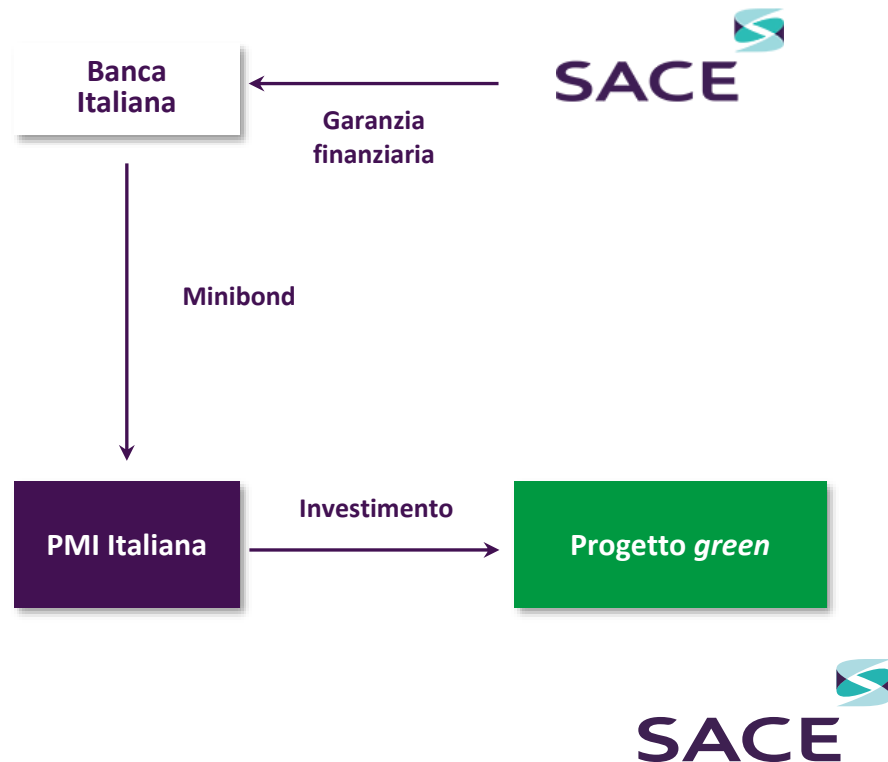 Banca
Italiana
SACE
Garanzia
finanziaria
Minibond
Investimento
PMI Italiana
Progetto green
SACE